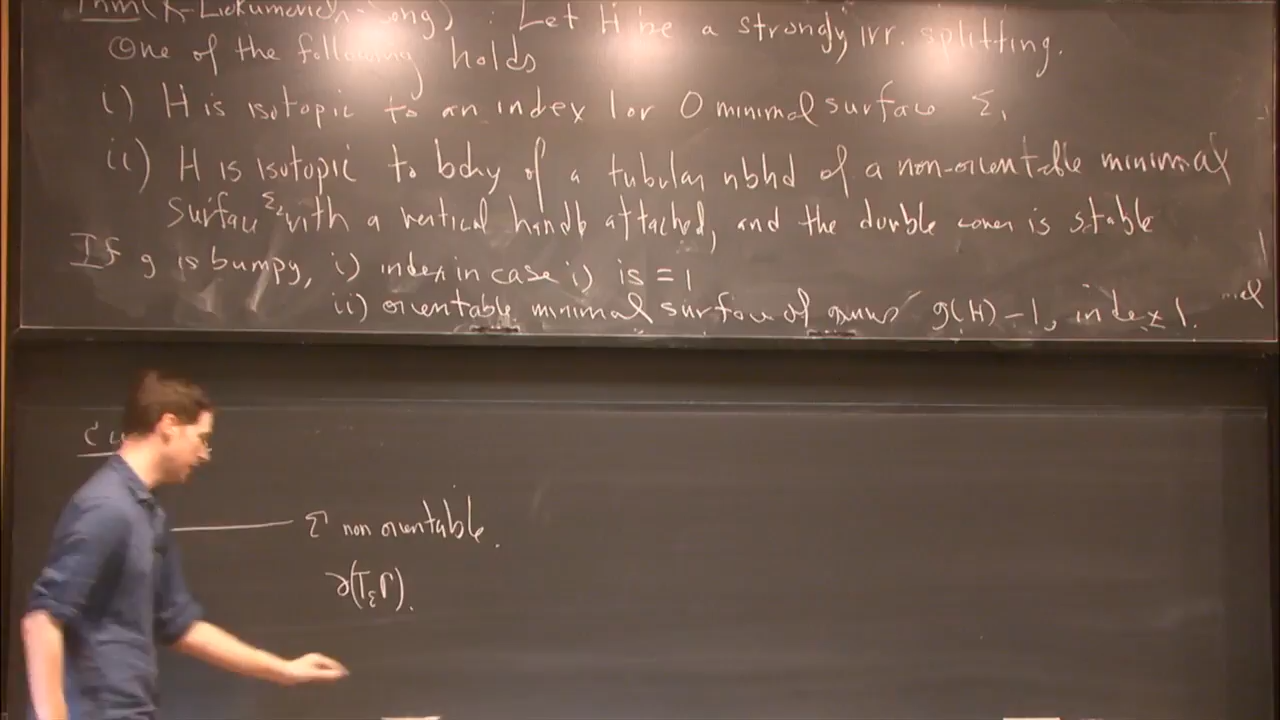 Thm (K-Liokumovich-Song) : Let H be a strongly irr. splitting.
One of the following holds
i) H is isotopic to an index 1 or 0 minimal surface Σ,
ii) H is isotopic to bdry of a tubular nbhd of a non-orientable minimal
surface Σ, with a vertical handle attached, and the double cover is stable
If g is bumpy, i) index in case i) is = 1
ii) orientable minimal surface of genus g(H) - 1, index 1.
Σ non orientable.
∂(TεΓ).